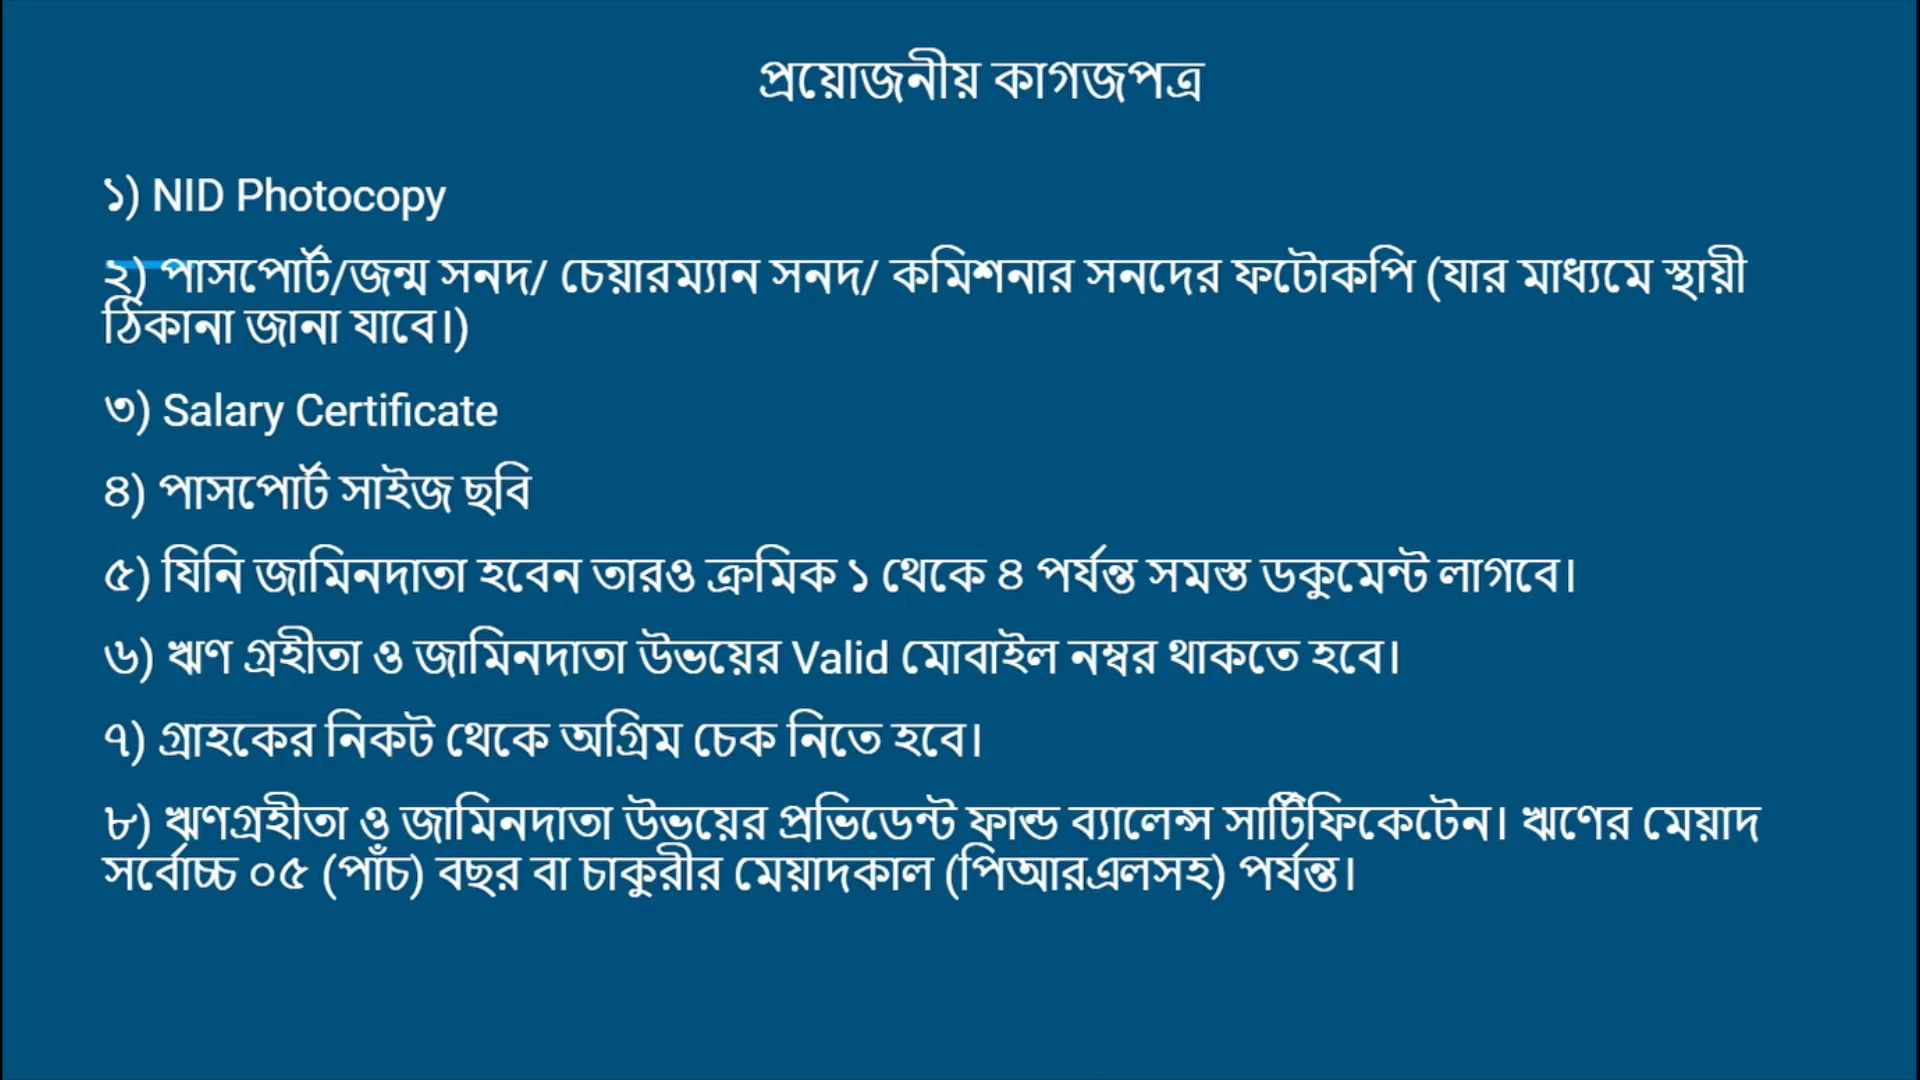 প্রয়োজনীয় কাগজপত্র
১) NID Photocopy
২) পাসপোর্ট/জন্ম সনদ/ চেয়ারম্যান সনদ/ কমিশনার সনদের ফটোকপি (যার মাধ্যমে স্থায়ী
ঠিকানা জানা যাবে।)
৩) Salary Certificate
৪) পাসপোর্ট সাইজ ছবি
৫) যিনি জামিনদাতা হবেন তারও ক্রমিক ১ থেকে ৪ পর্যন্ত সমস্ত ডকুমেন্ট লাগবে।
৬) ঋণ গ্রহীতা ও জামিনদাতা উভয়ের Valid মোবাইল নম্বর থাকতে হবে।
৭) গ্রাহকের নিকট থেকে অগ্রিম চেক নিতে হবে।
৮) ঋণগ্রহীতা ও জামিনদাতা উভয়ের প্রভিডেন্ট ফান্ড ব্যালেন্স সার্টিফিকেটেন। ঋণের মেয়াদ
সর্বোচ্চ ০৫ (পাঁচ) বছর বা চাকুরীর মেয়াদকাল (পিআরএলসহ) পর্যন্ত।